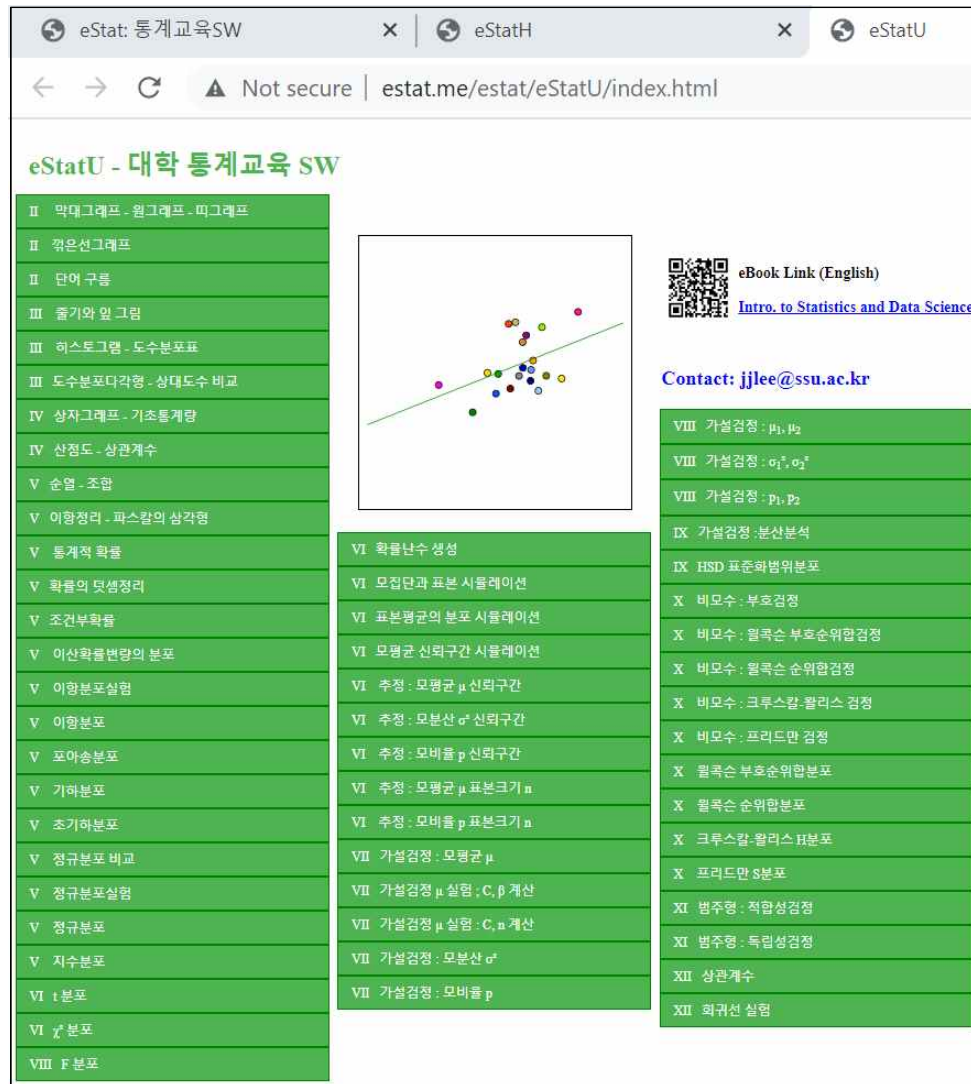 eStat: 통계교육SW
eStatH
eStatU
Not secure | estat.me/estat/eStatU/index.html
eStatU - 대학 통계교육 SW
II 막대그래프 - 원그래프 - 띠그래프
II 꺾은선그래프
II 단어 구름
III 줄기와 잎 그림
III 히스토그램 - 도수분포표
III 도수분포다각형 - 상대도수 비교
IV 상자그래프 - 기초통계량
IV 산점도 - 상관계수
V 순열 - 조합
V 이항정리 - 파스칼의 삼각형
V 통계적 확률
V 확률의 덧셈정리
V 조건부확률
V 이산확률변량의 분포
V 이항분포실험
V 이항분포
V 포아송분포
V 기하분포
V 초기하분포
V 정규분포 비교
V 정규분포실험
V 정규분포
V 지수분포
VI t 분포
VI χ² 분포
VIII F 분포
VI 확률난수 생성
VI 모집단과 표본 시뮬레이션
VI 표본평균의 분포 시뮬레이션
VI 모평균 신뢰구간 시뮬레이션
VI 추정 : 모평균 μ 신뢰구간
VI 추정 : 모분산 σ² 신뢰구간
VI 추정 : 모비율 p 신뢰구간
VI 추정 : 모평균 μ 표본크기 n
VI 추정 : 모비율 p 표본크기 n
VII 가설검정 : 모평균 μ
VII 가설검정 μ 실험 ; C, β 계산
VII 가설검정 μ 실험 : C, n 계산
VII 가설검정 : 모분산 σ²
VII 가설검정 : 모비율 p
eBook Link (English)
Intro. to Statistics and Data Science
Contact: jjlee@ssu.ac.kr
VIII 가설검정 : μ₁, μ₂
VIII 가설검정 : σ₁², σ₂²
VIII 가설검정 : p₁, p₂
IX 가설검정 :분산분석
IX HSD 표준화범위분포
X 비모수 : 부호검정
X 비모수 : 윌콕슨 부호순위합검정
X 비모수 : 윌콕슨 순위합검정
X 비모수 : 크루스칼-왈리스 검정
X 비모수 : 프리드만 검정
X 윌콕슨 부호순위합분포
X 윌콕슨 순위합분포
X 크루스칼-왈리스 H분포
X 프리드만 S분포
XI 범주형 : 적합성검정
XI 범주형 : 독립성검정
XII 상관계수
XII 회귀선 실험